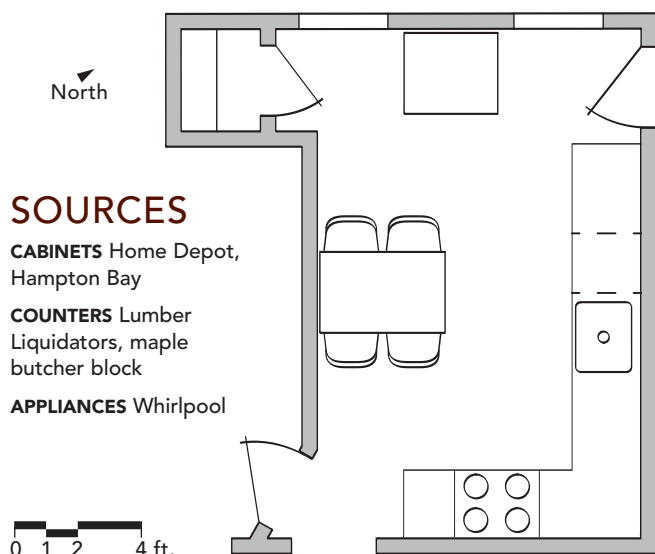 North
SOURCES
CABINETS Home Depot,
Hampton Bay
COUNTERS Lumber
Liquidators, maple
butcher block
APPLIANCES Whirlpool
0 1 2 4 ft.